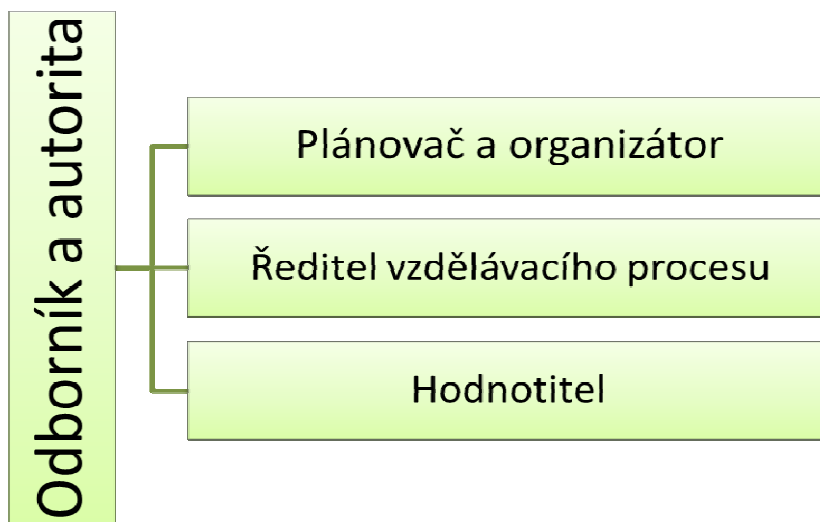 Odborník a autorita
Plánovač a organizátor
Ředitel vzdělávacího procesu
Hodnotitel